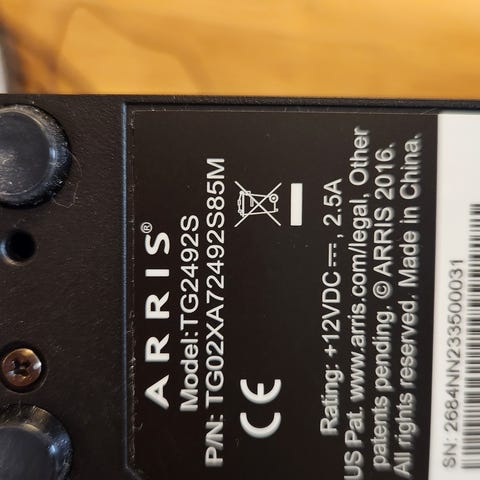 ARRIS®
Model:TG2492S
P/N: TG02XA72492S85M
CE
Rating: +12VDC⎓, 2.5A
US Pat. www.arris.com/legal, Other
patents pending, © ARRIS 2016.
All rights reserved. Made in China.
SN: 2684NN233500031